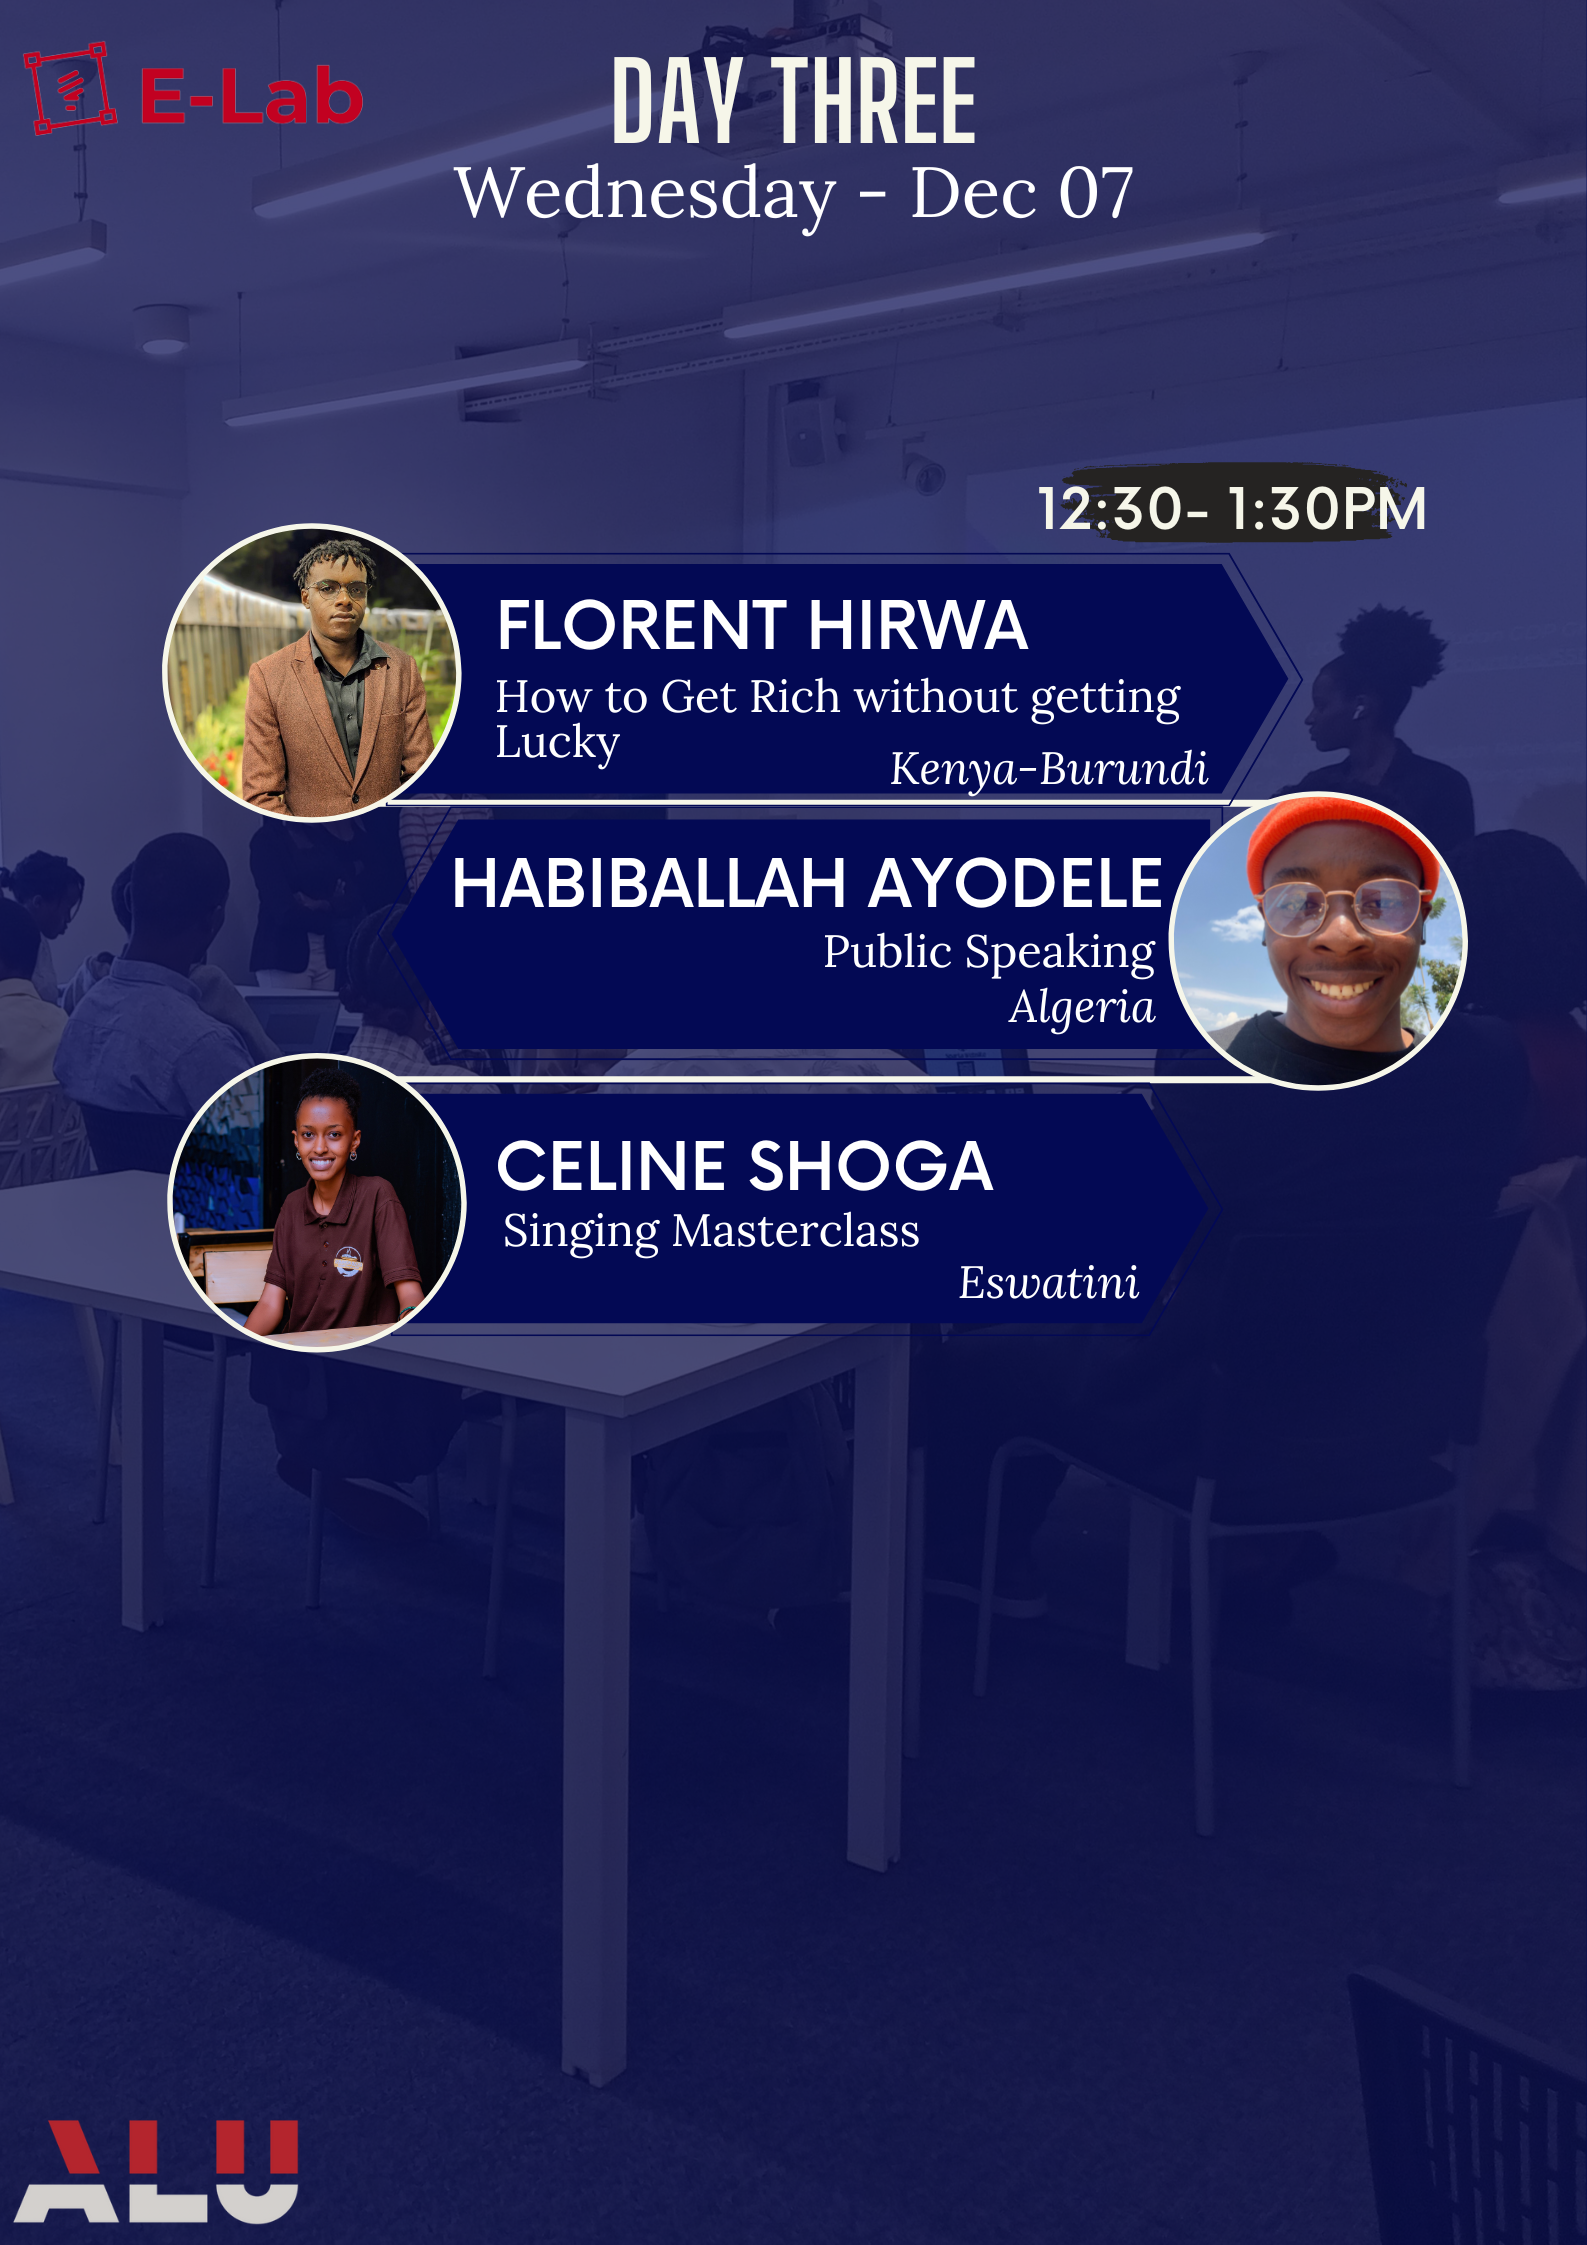 E-Lab
DAY THREE
Wednesday - Dec 07
12:30- 1:30PM
FLORENT HIRWA
How to Get Rich without getting
Lucky
Kenya-Burundi
HABIBALLAH AYODELE
Public Speaking
Algeria
CELINE SHOGA
Singing Masterclass
Eswatini
ALU